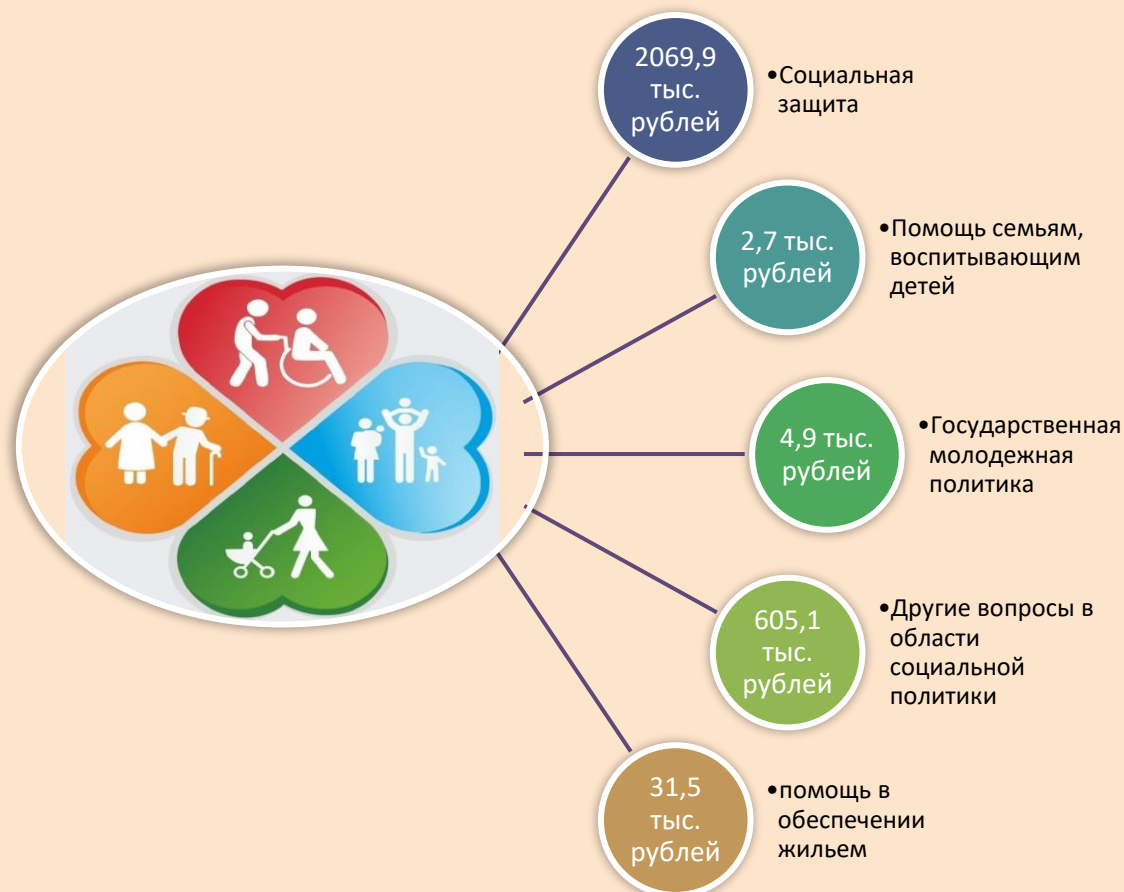 2069,9
тыс.
рублей
•Социальная
защита
2,7 тыс.
рублей
•Помощь семьям,
воспитывающим
детей
4,9 тыс.
рублей
•Государственная
молодежная
политика
605,1
тыс.
рублей
•Другие вопросы в
области
социальной
политики
31,5
тыс.
рублей
•помощь в
обеспечении
жильем